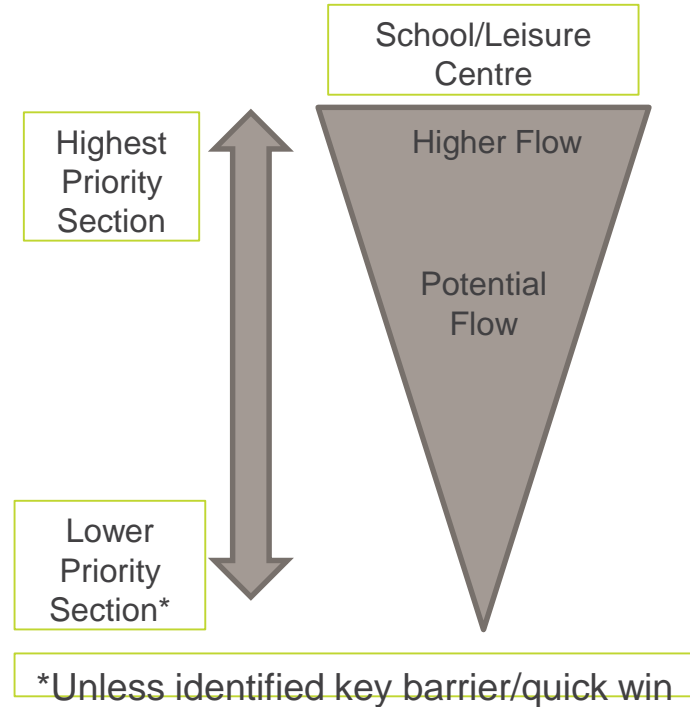 School/Leisure
Centre
Highest
Priority
Section
Higher Flow
Potential
Flow
Lower
Priority
Section*
*Unless identified key barrier/quick win